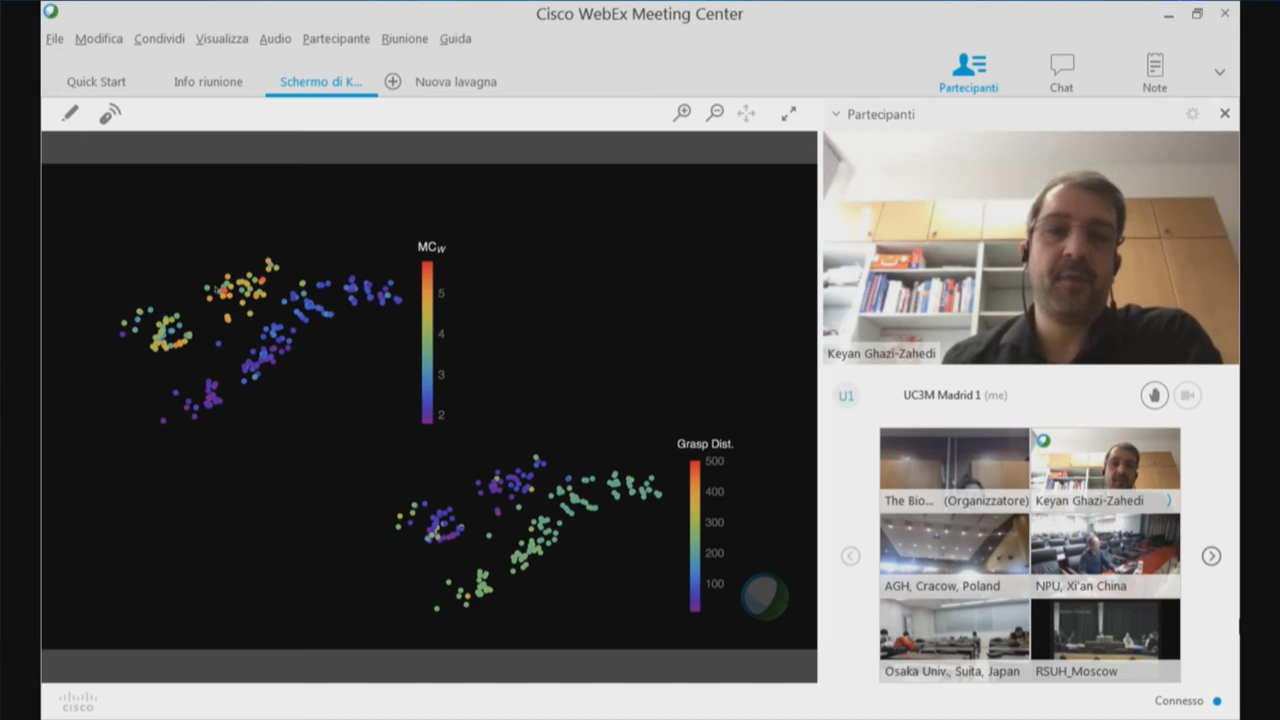 Cisco WebEx Meeting Center
File Modifica Condividi Visualizza Audio Partecipante Riunione Guida
Quick Start Info riunione Schermo di K... Nuova lavagna
Partecipanti Chat Note
Partecipanti
MCW
5
4
3
2
Grasp Dist.
500
400
300
200
100
Keyan Ghazi-Zahedi
U1 UC3M Madrid 1 (me)
The Bio... (Organizzatore) Keyan Ghazi-Zahedi
AGH, Cracow, Poland NPU, Xi'an China
Osaka Univ., Suita, Japan RSUH_Moscow
CISCO
Connesso